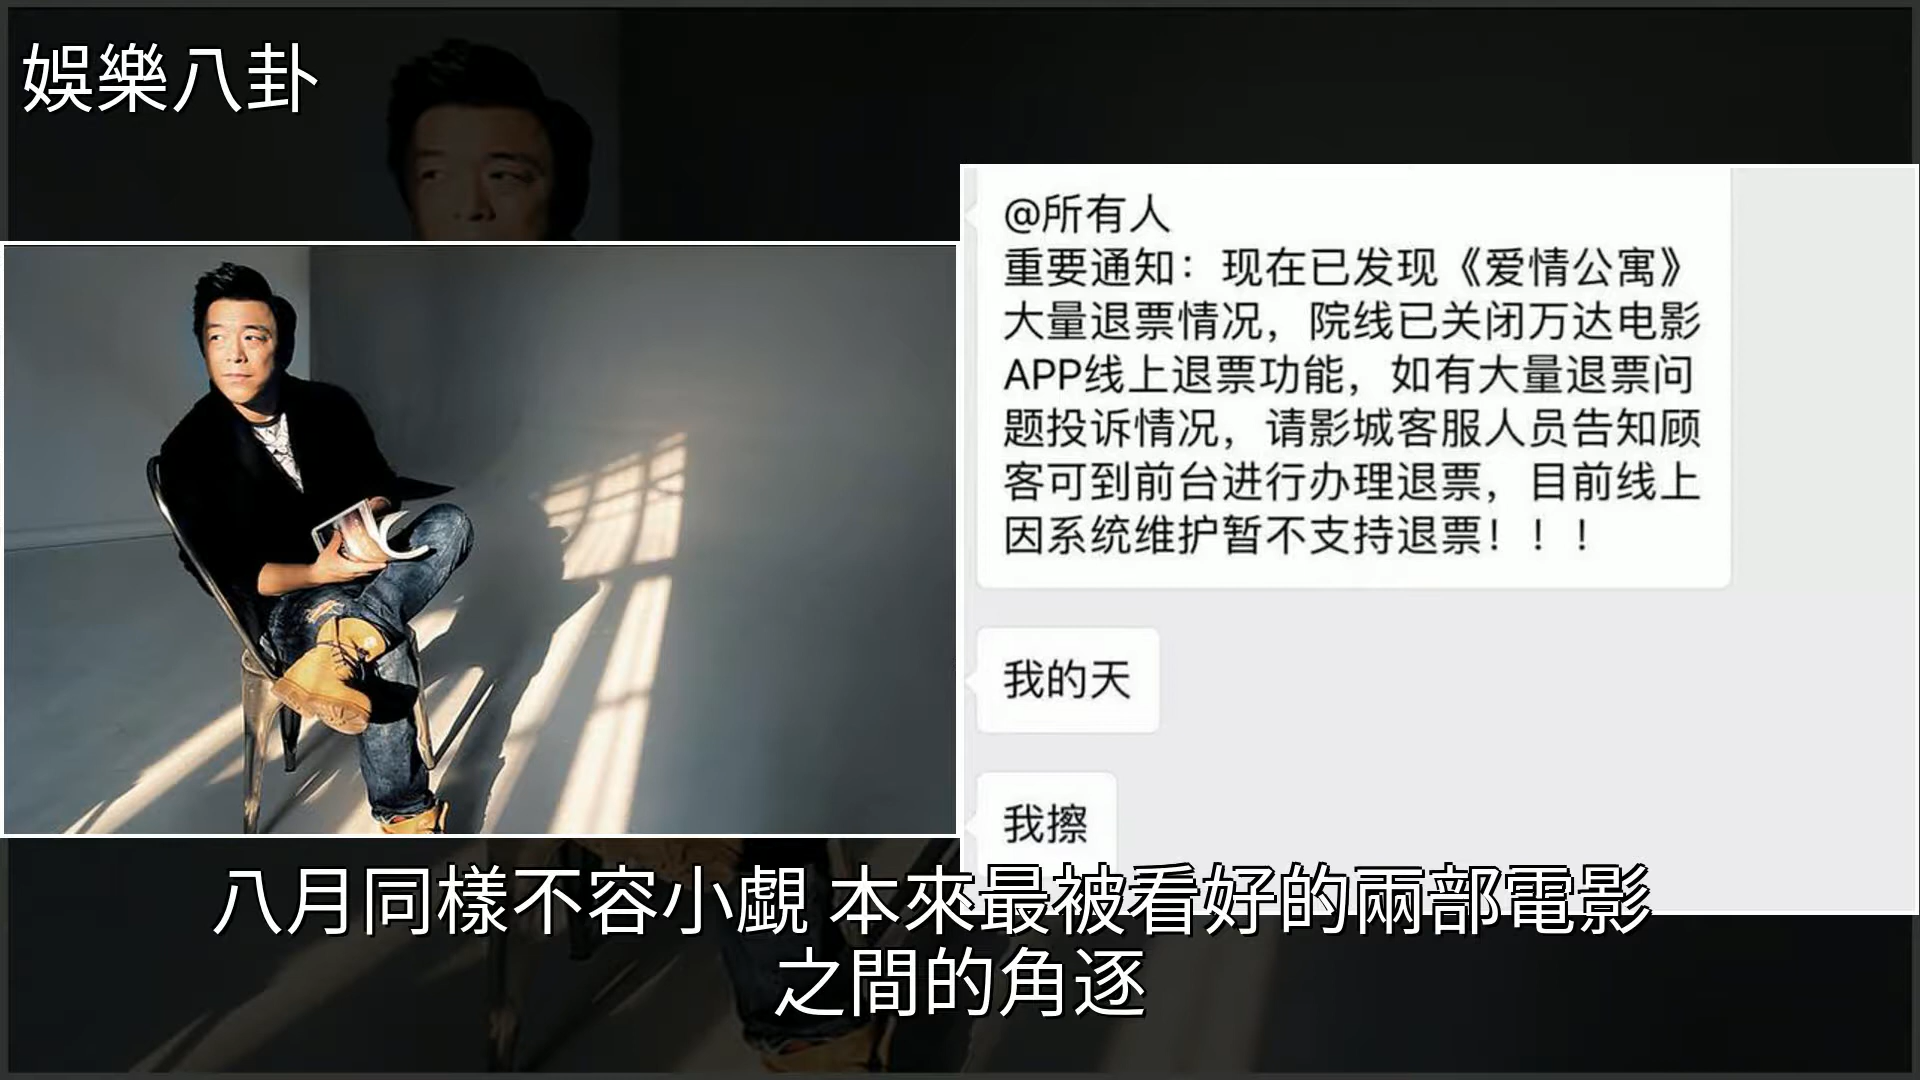 娛樂八卦
@所有人
重要通知：现在已发现《爱情公寓》
大量退票情况，院线已关闭万达电影
APP线上退票功能，如有大量退票问
题投诉情况，请影城客服人员告知顾
客可到前台进行办理退票，目前线上
因系统维护暂不支持退票！！！
我的天
我擦
八月同樣不容小覷 本來最被看好的兩部電影
之間的角逐